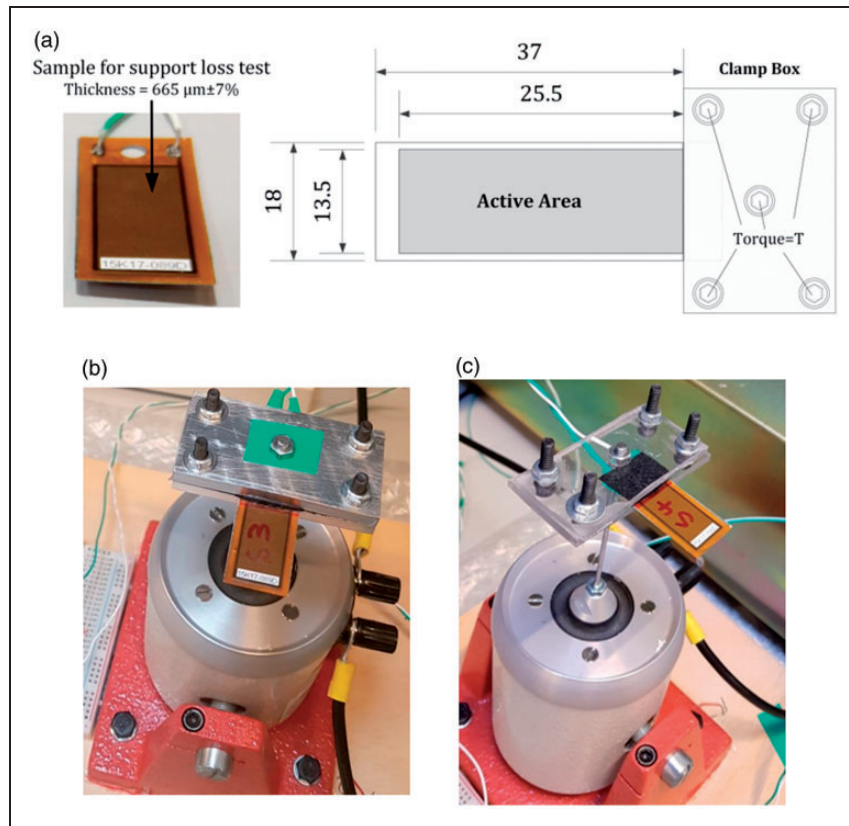 (a)
Sample for support loss test
Thickness = 665 μm±7%
15K17-089D
37
25.5
18
13.5
Active Area
Clamp Box
Torque=T
(b)
S3
15K17-089D
(c)
S4